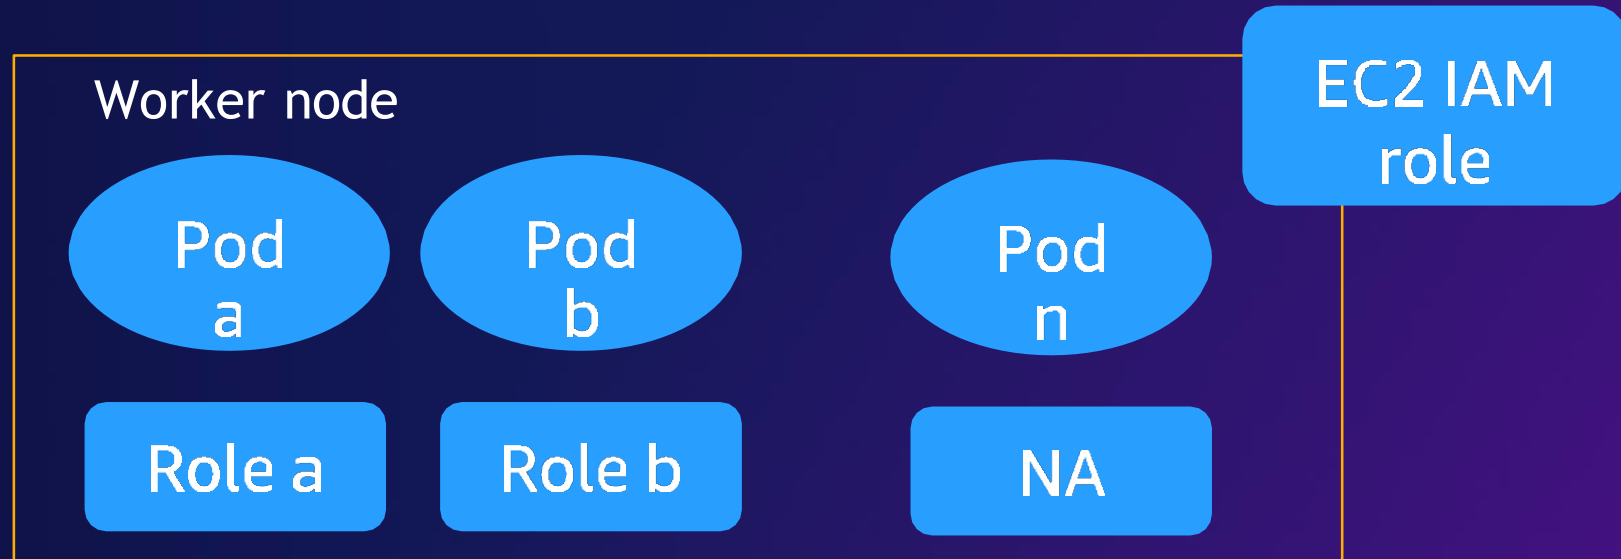 Worker node
EC2 IAM
role
Pod
a
Pod
b
Pod
n
Role a
Role b
NA